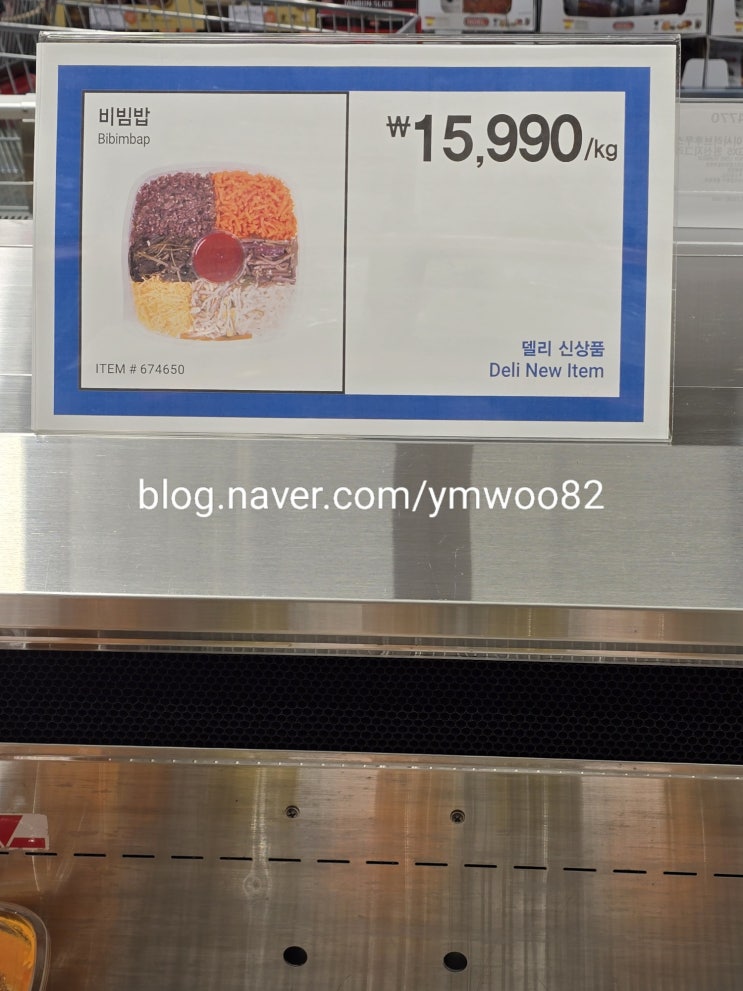 비빔밥
Bibimbap
₩15,990/kg
ITEM # 674650
델리 신상품
Deli New Item
blog.naver.com/ymwoo82